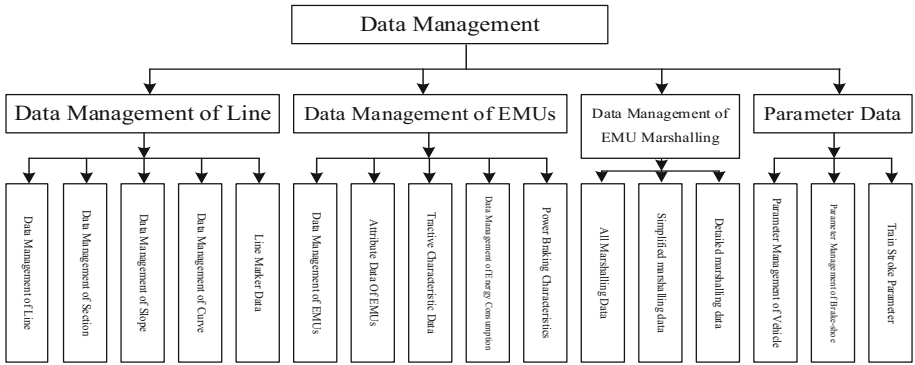 Data Management
Data Management of Line
Data Management of EMUs
Data Management of
EMU Marshalling
Parameter Data
Data Management of Line
Data Management of Section
Data Management of Slope
Data Management of Curve
Line Marker Data
Data Management of EMUs
Attribute Data Of EMUs
Tractive Characteristic Data
Data Management of Energy Consumption
Power Braking Characteristics
All Marshalling Data
Simplified marshalling data
Detailed marshalling data
Parameter Management of Vehicle
Parameter Management of Brake-shoe
Train Stroke Parameter